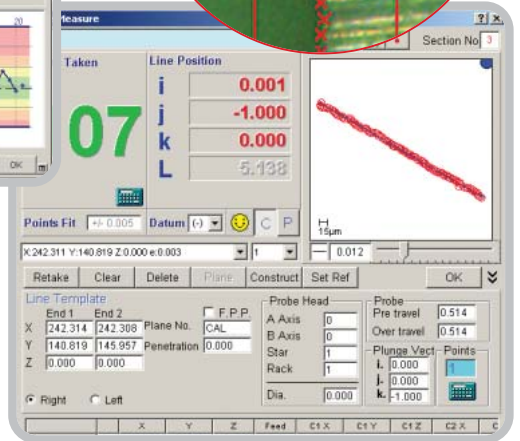 20
OK
Measure
Section No 3
Taken
Line Position
07
i 0.001
j -1.000
k 0.000
L 5.138
15µm
Points Fit +/- 0.005 Datum (-) C P
X:242.311 Y:140.819 Z:0.000 e:0.003 1 0.012
Retake Clear Delete Plane Construct Set Ref OK
Line Template
End 1 End 2 F.P.P.
X 242.314 242.308 Plane No. CAL
Y 140.819 145.957 Penetration 0.000
Z 0.000 0.000
Right Left
Probe Head
A Axis 0
B Axis 0
Star 1
Rack 1
Dia. 0.000
Probe
Pre travel 0.514
Over travel 0.514
Plunge Vect Points
i. 0.000 1
j. 0.000
k. -1.000
X Y Z Feed C1 X C1 Y C1 Z C2 X C